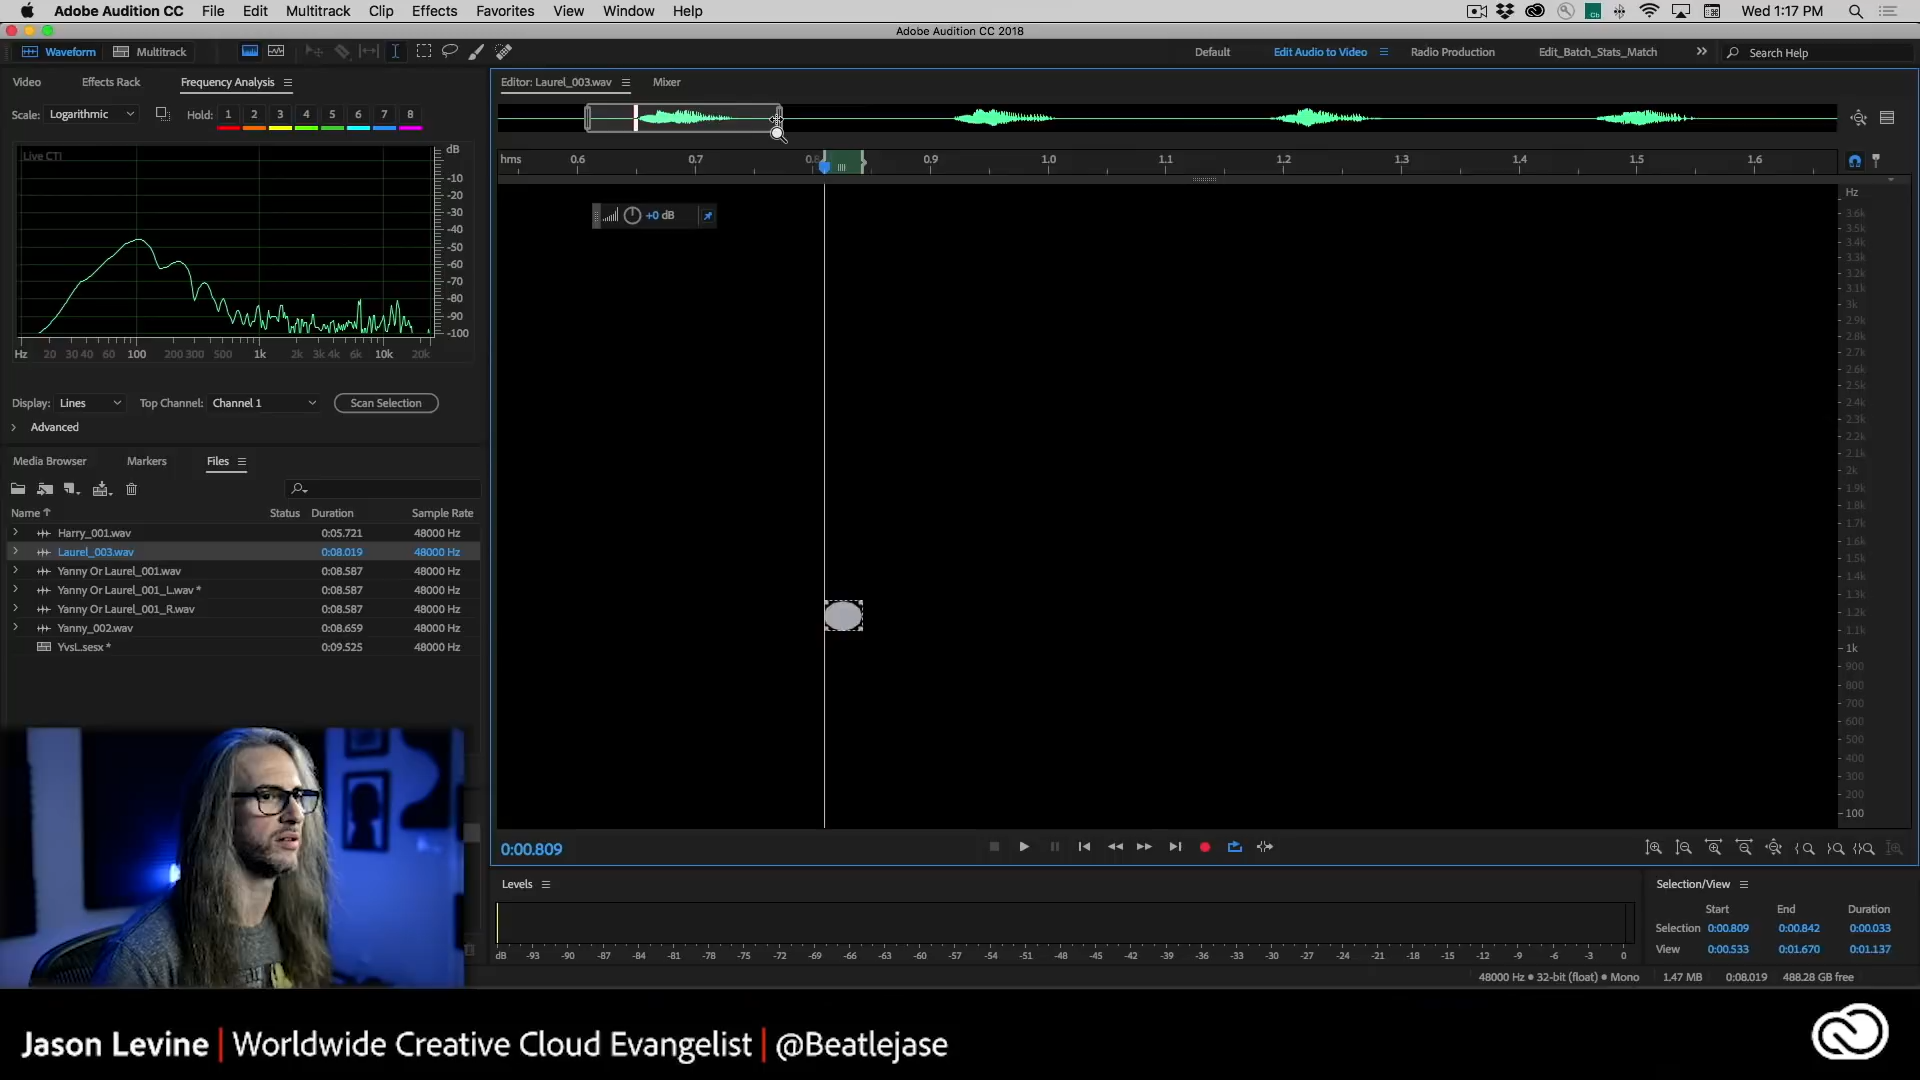 Adobe Audition CC File Edit Multitrack Clip Effects Favorites View Window Help Wed 1:17 PM
Adobe Audition CC 2018
Waveform Multitrack Default Edit Audio to Video Radio Production Edit_Batch_Stats_Match Search Help
Video Effects Rack Frequency Analysis
Editor: Laurel_003.wav Mixer
Scale: Logarithmic Hold: 1 2 3 4 5 6 7 8
Live CTI
dB
-10
-20
-30
-40
-50
-60
-70
-80
-90
-100
Hz 20 30 40 60 100 200 300 500 1k 2k 3k 4k 6k 10k 20k
Display: Lines Top Channel: Channel 1 Scan Selection
Advanced
Media Browser Markers Files
Name Status Duration Sample Rate
Harry_001.wav 0:05.721 48000 Hz
Laurel_003.wav 0:08.019 48000 Hz
Yanny Or Laurel_001.wav 0:08.587 48000 Hz
Yanny Or Laurel_001_L.wav * 0:08.587 48000 Hz
Yanny Or Laurel_001_R.wav 0:08.587 48000 Hz
Yanny_002.wav 0:08.659 48000 Hz
YvsL.sesx * 0:09.525 48000 Hz
hms 0.6 0.7 0.8 0.9 1.0 1.1 1.2 1.3 1.4 1.5 1.6
+0 dB
Hz
3.6k
3.5k
3.4k
3.3k
3.2k
3.1k
3k
2.9k
2.8k
2.7k
2.6k
2.5k
2.4k
2.3k
2.2k
2.1k
2k
1.9k
1.8k
1.7k
1.6k
1.5k
1.4k
1.3k
1.2k
1.1k
1k
900
800
700
600
500
400
300
200
100
0:00.809
Levels
dB -93 -90 -87 -84 -81 -78 -75 -72 -69 -66 -63 -60 -57 -54 -51 -48 -45 -42 -39 -36 -33 -30 -27 -24 -21 -18 -15 -12 -9 -6 -3 0
Selection/View
Start End Duration
Selection 0:00.809 0:00.842 0:00.033
View 0:00.533 0:01.670 0:01.137
48000 Hz • 32-bit (float) • Mono 1.47 MB 0:08.019 488.28 GB free
Jason Levine | Worldwide Creative Cloud Evangelist | @Beatlejase